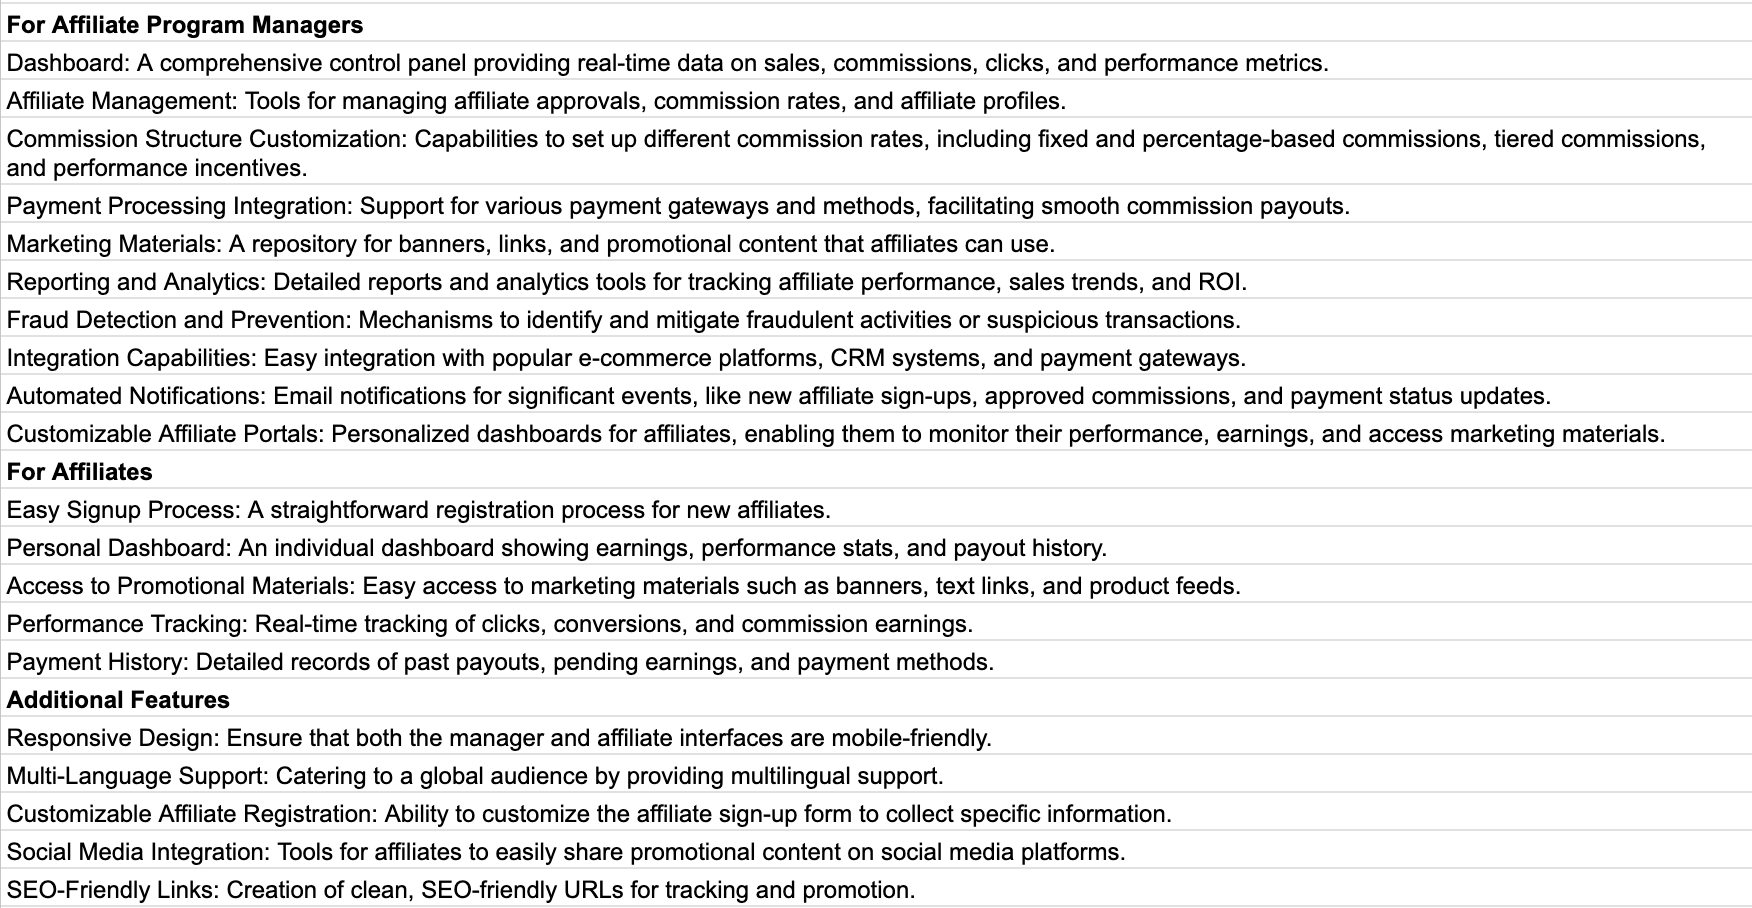 For Affiliate Program Managers
Dashboard: A comprehensive control panel providing real-time data on sales, commissions, clicks, and performance metrics.
Affiliate Management: Tools for managing affiliate approvals, commission rates, and affiliate profiles.
Commission Structure Customization: Capabilities to set up different commission rates, including fixed and percentage-based commissions, tiered commissions,
and performance incentives.
Payment Processing Integration: Support for various payment gateways and methods, facilitating smooth commission payouts.
Marketing Materials: A repository for banners, links, and promotional content that affiliates can use.
Reporting and Analytics: Detailed reports and analytics tools for tracking affiliate performance, sales trends, and ROI.
Fraud Detection and Prevention: Mechanisms to identify and mitigate fraudulent activities or suspicious transactions.
Integration Capabilities: Easy integration with popular e-commerce platforms, CRM systems, and payment gateways.
Automated Notifications: Email notifications for significant events, like new affiliate sign-ups, approved commissions, and payment status updates.
Customizable Affiliate Portals: Personalized dashboards for affiliates, enabling them to monitor their performance, earnings, and access marketing materials.
For Affiliates
Easy Signup Process: A straightforward registration process for new affiliates.
Personal Dashboard: An individual dashboard showing earnings, performance stats, and payout history.
Access to Promotional Materials: Easy access to marketing materials such as banners, text links, and product feeds.
Performance Tracking: Real-time tracking of clicks, conversions, and commission earnings.
Payment History: Detailed records of past payouts, pending earnings, and payment methods.
Additional Features
Responsive Design: Ensure that both the manager and affiliate interfaces are mobile-friendly.
Multi-Language Support: Catering to a global audience by providing multilingual support.
Customizable Affiliate Registration: Ability to customize the affiliate sign-up form to collect specific information.
Social Media Integration: Tools for affiliates to easily share promotional content on social media platforms.
SEO-Friendly Links: Creation of clean, SEO-friendly URLs for tracking and promotion.